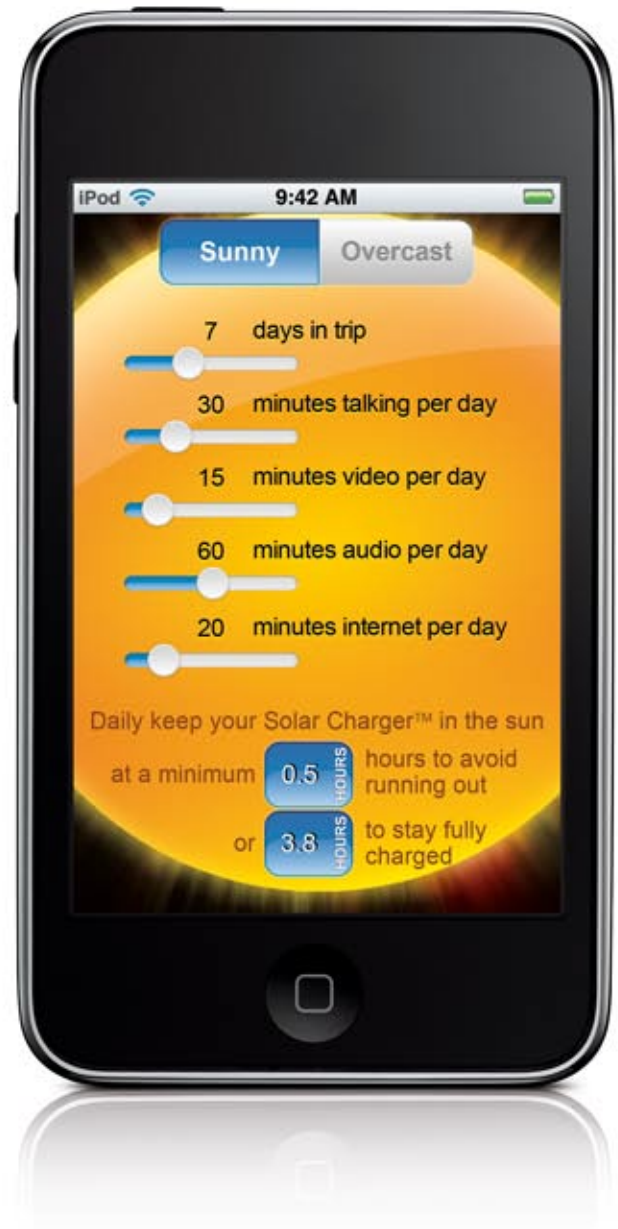 iPod 9:42 AM
Sunny Overcast
7 days in trip
30 minutes talking per day
15 minutes video per day
60 minutes audio per day
20 minutes internet per day
Daily keep your Solar Charger™ in the sun
at a minimum 0.5 HOURS hours to avoid
running out
or 3.8 HOURS to stay fully
charged